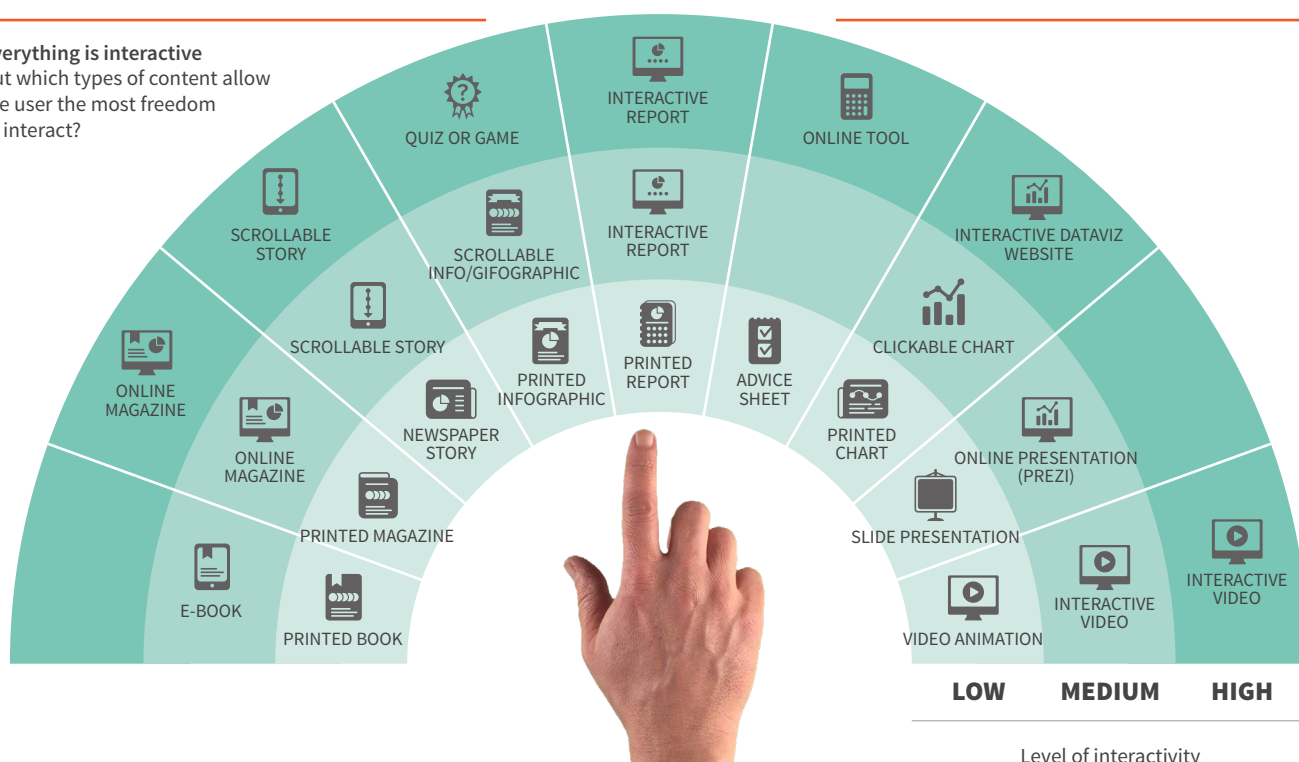 verything is interactive
ut which types of content allow
e user the most freedom
interact?
INTERACTIVE
REPORT
QUIZ OR GAME
ONLINE TOOL
SCROLLABLE
STORY
INTERACTIVE DATAVIZ
WEBSITE
ONLINE
MAGAZINE
INTERACTIVE
VIDEO
INTERACTIVE
REPORT
SCROLLABLE
INFO/GIFOGRAPHIC
SCROLLABLE STORY
CLICKABLE CHART
ONLINE
MAGAZINE
ONLINE PRESENTATION
(PREZI)
E-BOOK
INTERACTIVE
VIDEO
PRINTED
REPORT
PRINTED
INFOGRAPHIC
ADVICE
SHEET
NEWSPAPER
STORY
PRINTED
CHART
PRINTED MAGAZINE
SLIDE PRESENTATION
PRINTED BOOK
VIDEO ANIMATION
LOW
MEDIUM
HIGH
Level of interactivity